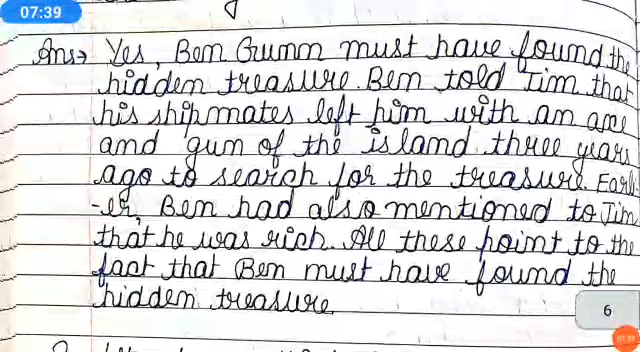 07:39
Ans→ Yes, Ben Gunn must have found the
hidden treasure. Ben told Jim that
his shipmates left him with an axe
and gun of the island three years
ago to search for the treasure. Earli
-er, Ben had also mentioned to Jim
that he was rich. All these point to the
fact that Ben must have found the
hidden treasure
6